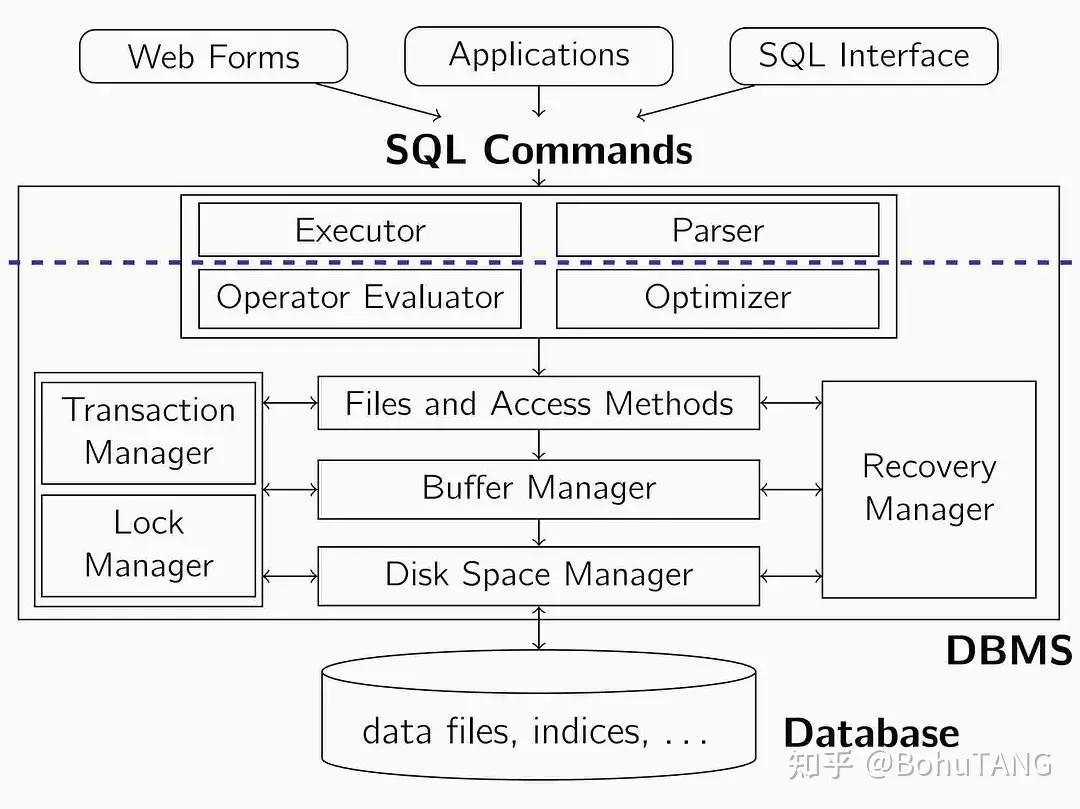 Web Forms
Applications
SQL Interface
SQL Commands
Executor
Parser
Operator Evaluator
Optimizer
Transaction
Manager
Lock
Manager
Files and Access Methods
Buffer Manager
Disk Space Manager
Recovery
Manager
DBMS
data files, indices, ...
Database
知乎 @BohuTANG